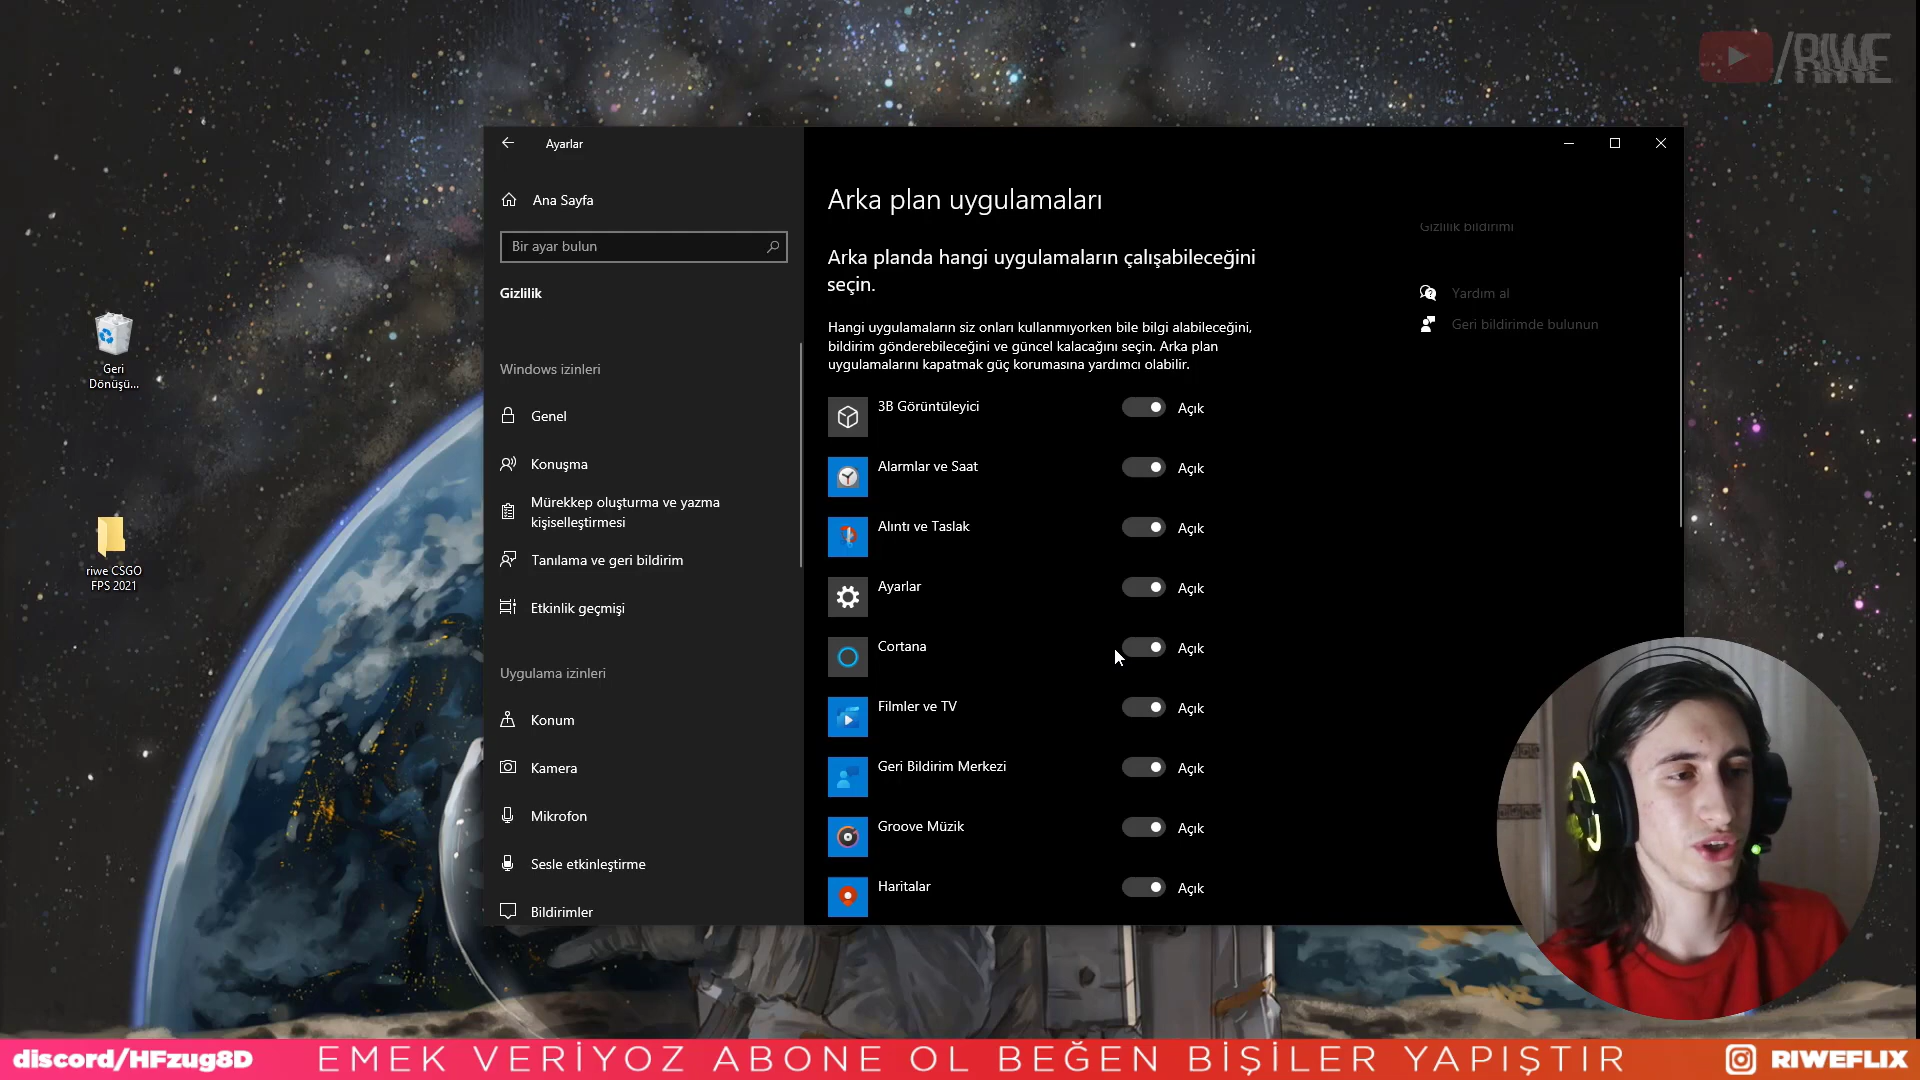 /RIWE
Ayarlar
Ana Sayfa
Bir ayar bulun
Gizlilik
Windows izinleri
Genel
Konuşma
Mürekkep oluşturma ve yazma
kişiselleştirmesi
Tanılama ve geri bildirim
Etkinlik geçmişi
Uygulama izinleri
Konum
Kamera
Mikrofon
Sesle etkinleştirme
Bildirimler
Arka plan uygulamaları
Arka planda hangi uygulamaların çalışabileceğini
seçin.
Hangi uygulamaların siz onları kullanmıyorken bile bilgi alabileceğini,
bildirim gönderebileceğini ve güncel kalacağını seçin. Arka plan
uygulamalarını kapatmak güç korumasına yardımcı olabilir.
3B Görüntüleyici Açık
Alarmlar ve Saat Açık
Alıntı ve Taslak Açık
Ayarlar Açık
Cortana Açık
Filmler ve TV Açık
Geri Bildirim Merkezi Açık
Groove Müzik Açık
Haritalar Açık
Gizlilik bildirimi
Yardım al
Geri bildirimde bulunun
Geri
Dönüşü...
riwe CSGO
FPS 2021
discord/HFzug8D EMEK VERİYOZ ABONE OL BEĞEN BİŞİLER YAPIŞTIR RIWEFLIX